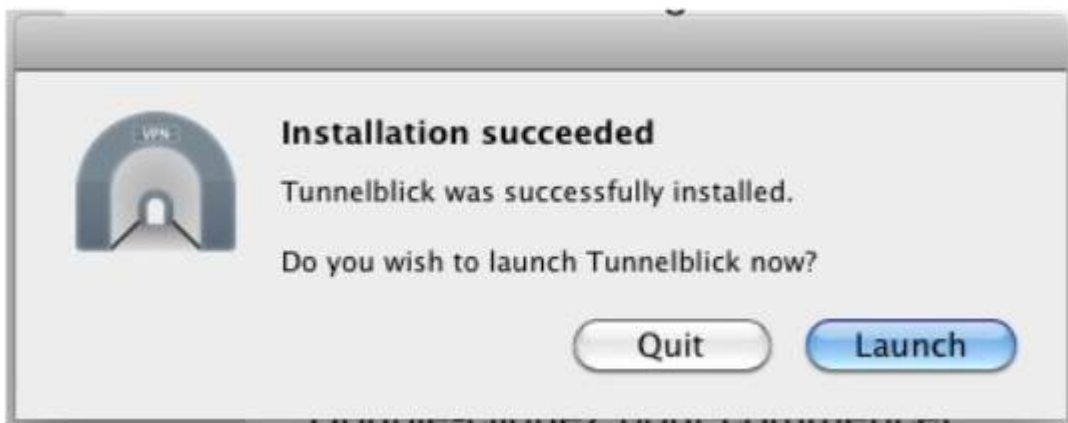 VPN
Installation succeeded
Tunnelblick was successfully installed.
Do you wish to launch Tunnelblick now?
Quit
Launch